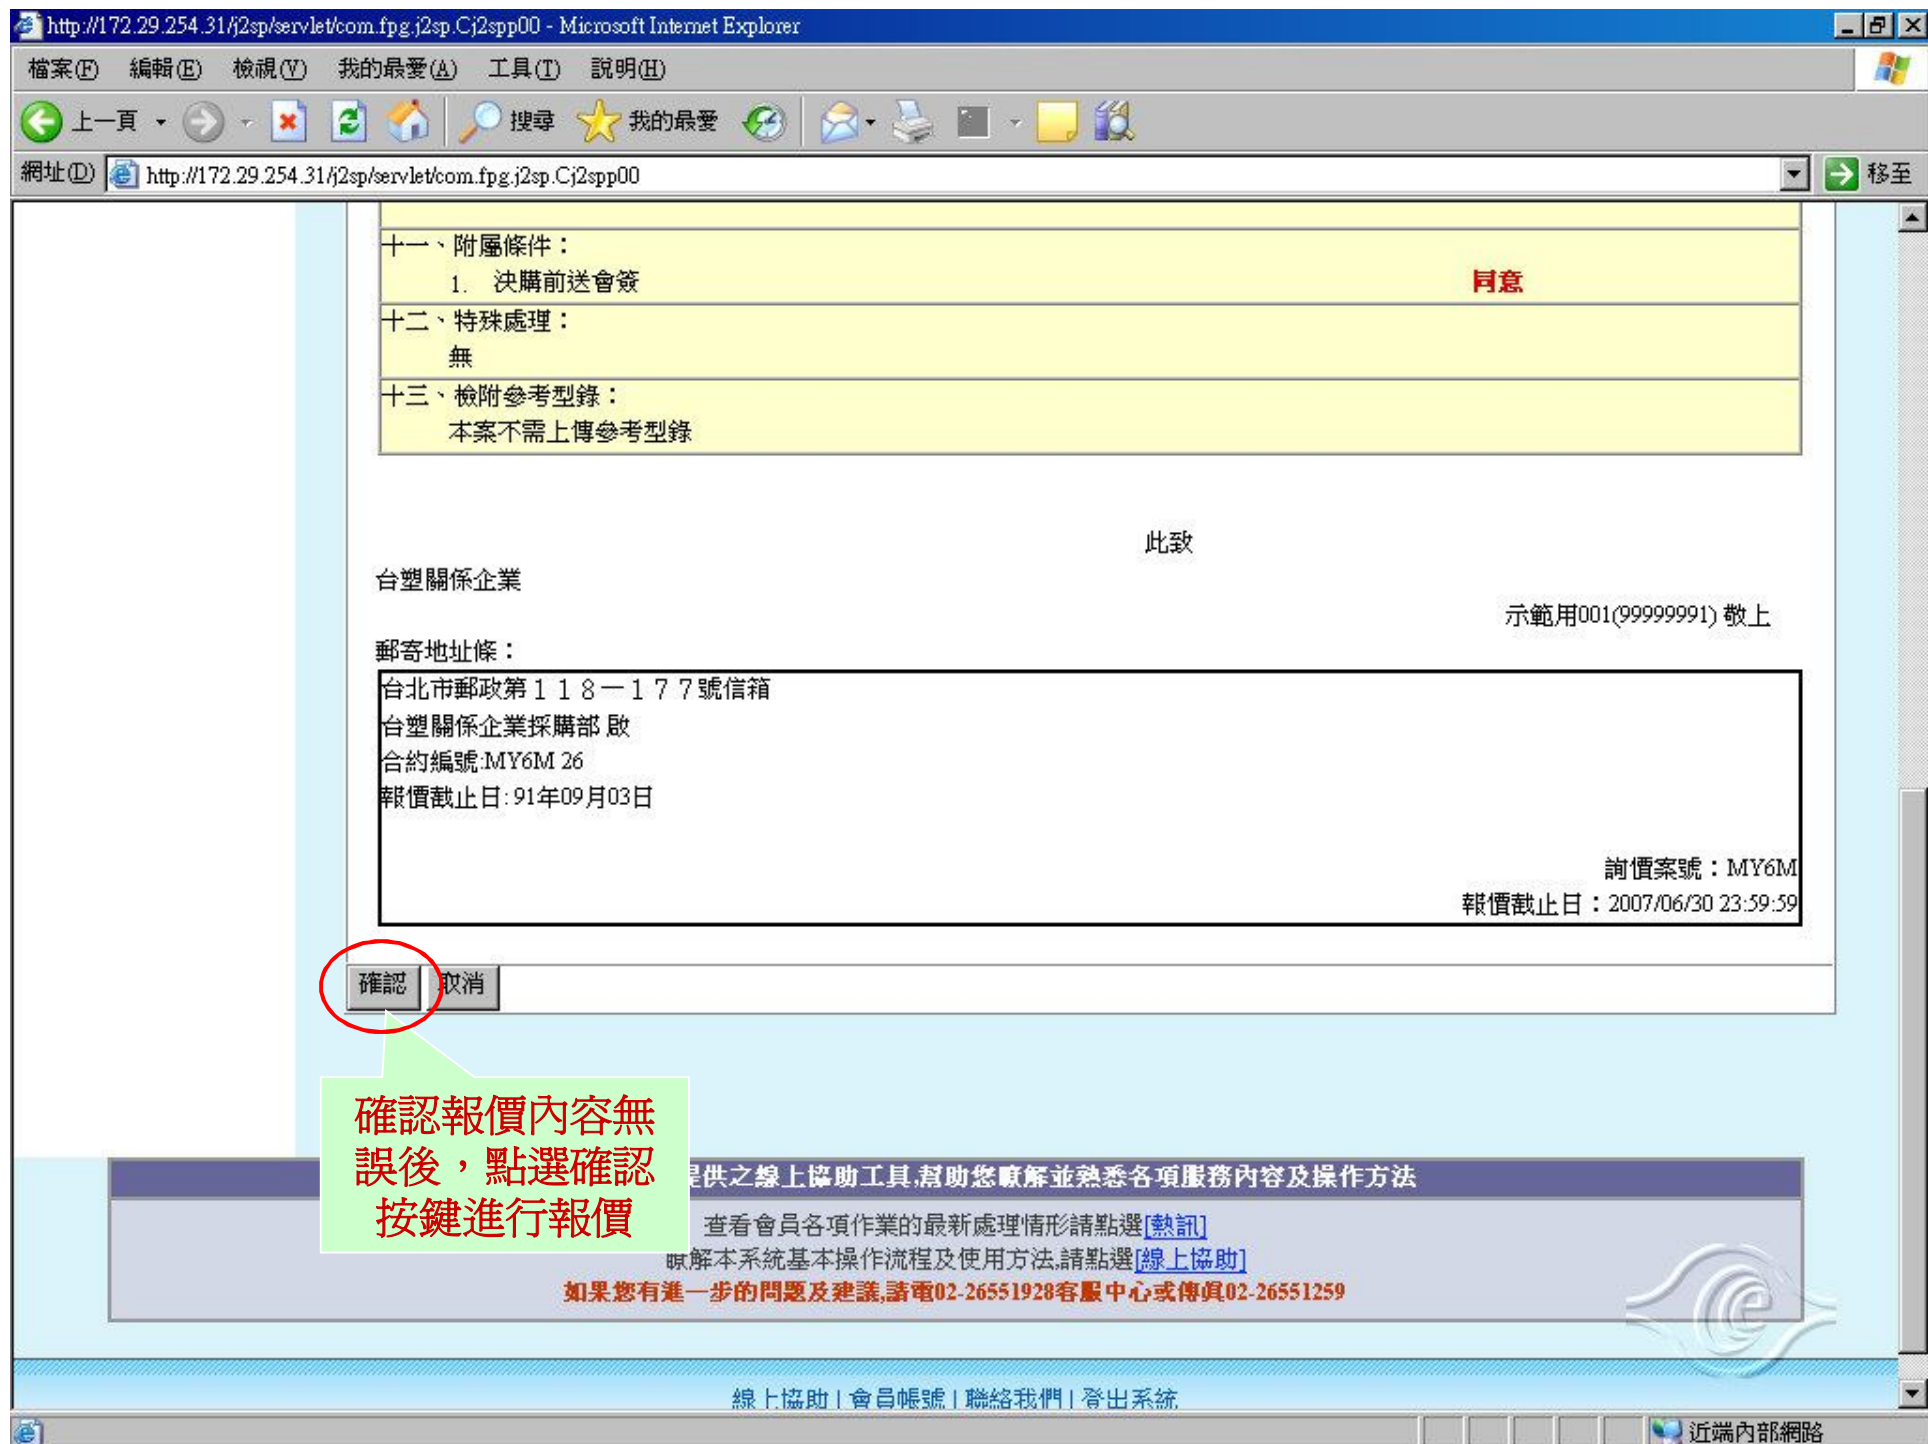 http://172.29.254.31/j2sp/servlet/com.fpg.j2sp.Cj2spp00 - Microsoft Internet Explorer
檔案(F) 編輯(E) 檢視(V) 我的最愛(A) 工具(T) 說明(H)
上一頁 搜尋 我的最愛
網址(D) http://172.29.254.31/j2sp/servlet/com.fpg.j2sp.Cj2spp00 移至
十一、附屬條件：
1. 決購前送會簽 同意
十二、特殊處理：
無
十三、檢附參考型錄：
本案不需上傳參考型錄
此致
台塑關係企業
示範用001(99999991) 敬上
郵寄地址條：
台北市郵政第１１８－１７７號信箱
台塑關係企業採購部 啟
合約編號:MY6M 26
報價截止日: 91年09月03日
詢價案號：MY6M
報價截止日：2007/06/30 23:59:59
確認 取消
確認報價內容無
誤後，點選確認
按鍵進行報價
提供之線上協助工具,幫助您瞭解並熟悉各項服務內容及操作方法
查看會員各項作業的最新處理情形請點選[熱訊]
瞭解本系統基本操作流程及使用方法,請點選[線上協助]
如果您有進一步的問題及建議,請電02-26551928客服中心或傳真02-26551259
e
線上協助 | 會員帳號 | 聯絡我們 | 登出系統
近端內部網路